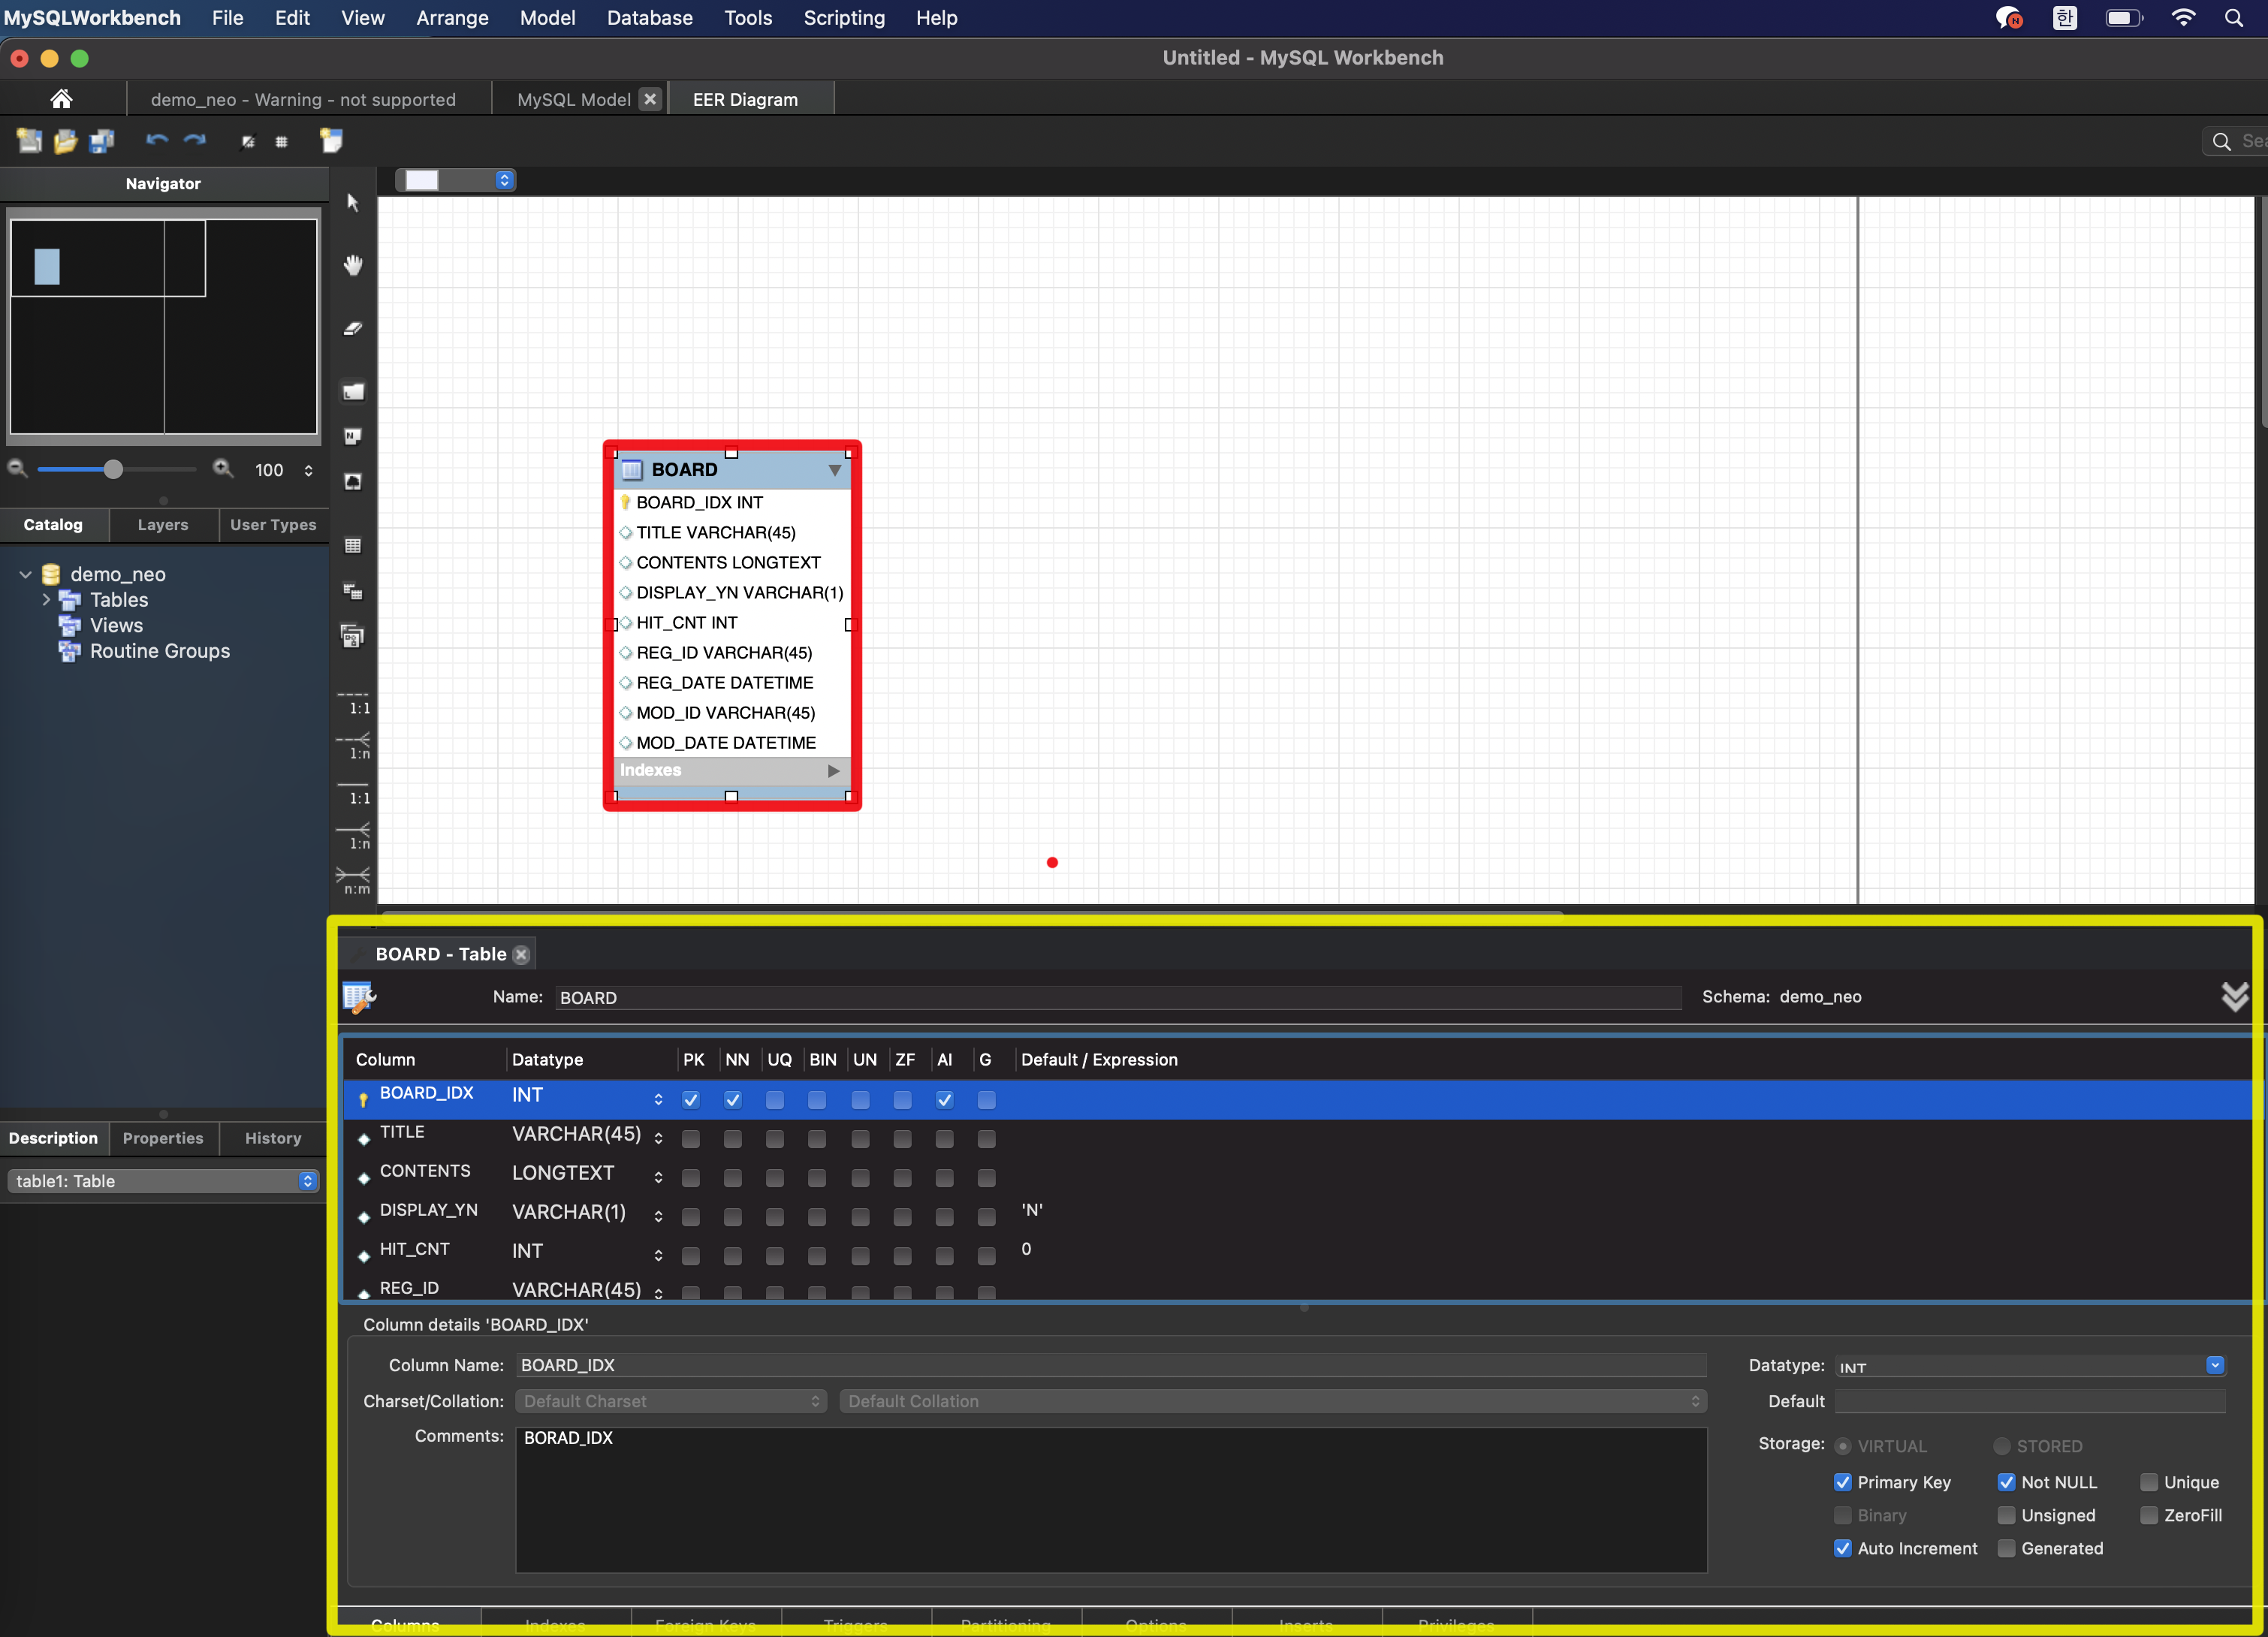 MySQLWorkbench File Edit View Arrange Model Database Tools Scripting Help N 한
Untitled - MySQL Workbench
demo_neo - Warning - not supported MySQL Model EER Diagram
Sea
Navigator
100
Catalog Layers User Types
demo_neo
Tables
Views
Routine Groups
1:1
1:n
1:1
1:n
n:m
BOARD
BOARD_IDX INT
TITLE VARCHAR(45)
CONTENTS LONGTEXT
DISPLAY_YN VARCHAR(1)
HIT_CNT INT
REG_ID VARCHAR(45)
REG_DATE DATETIME
MOD_ID VARCHAR(45)
MOD_DATE DATETIME
Indexes
Description Properties History
table1: Table
BOARD - Table
Name: BOARD Schema: demo_neo
Column Datatype PK NN UQ BIN UN ZF AI G Default / Expression
BOARD_IDX INT
TITLE VARCHAR(45)
CONTENTS LONGTEXT
DISPLAY_YN VARCHAR(1) 'N'
HIT_CNT INT 0
REG_ID VARCHAR(45)
Column details 'BOARD_IDX'
Column Name: BOARD_IDX Datatype: INT
Charset/Collation: Default Charset Default Collation Default
Comments: BORAD_IDX Storage: VIRTUAL STORED
Primary Key Not NULL Unique
Binary Unsigned ZeroFill
Auto Increment Generated
Columns Indexes Foreign Keys Triggers Partitioning Options Inserts Privileges